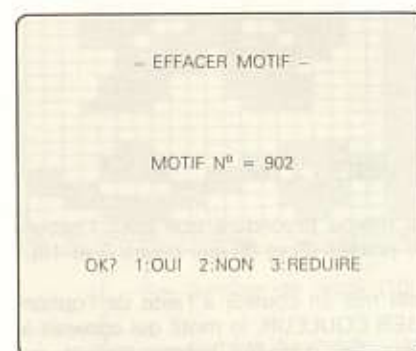 – EFFACER MOTIF –
MOTIF Nº = 902
OK? 1:OUI 2:NON 3:REDUIRE